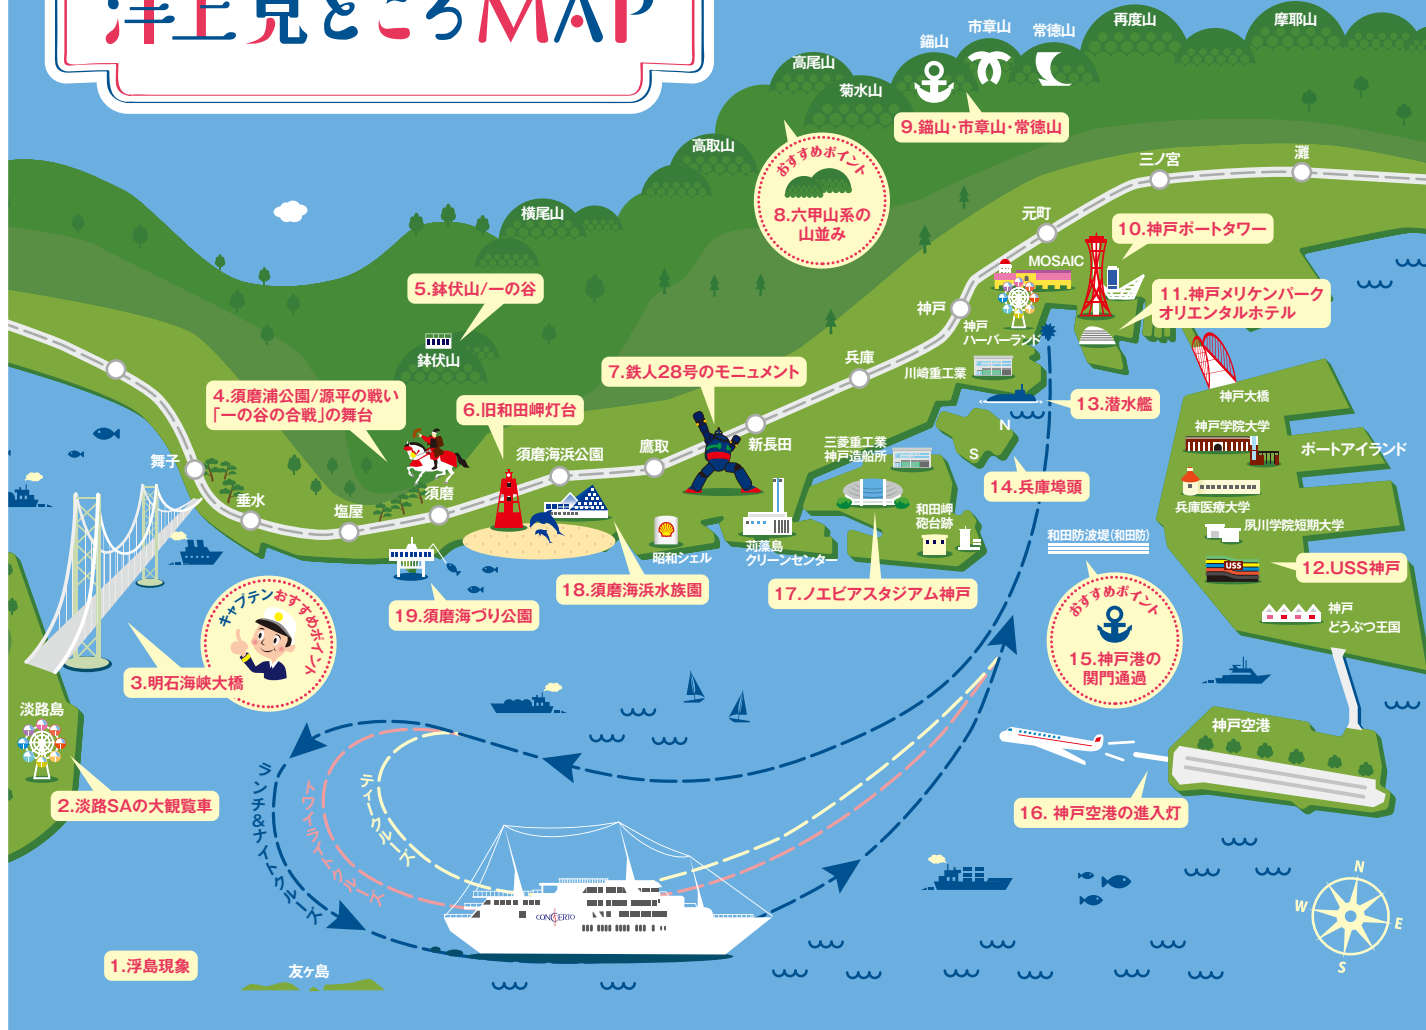 洋上見どころMAP
再度山
摩耶山
市章山
常徳山
錨山
高尾山
菊水山
9.錨山・市章山・常徳山
高取山
おすすめポイント
8.六甲山系の
山並み
三ノ宮
灘
横尾山
元町
10.神戸ポートタワー
MOSAIC
5.鉢伏山/一の谷
11.神戸メリケンパーク
オリエンタルホテル
神戸
神戸
ハーバーランド
鉢伏山
兵庫
7.鉄人28号のモニュメント
川崎重工業
神戸大橋
4.須磨浦公園/源平の戦い
「一の谷の合戦」の舞台
6.旧和田岬灯台
13.潜水艦
N
S
神戸学院大学
ポートアイランド
新長田
三菱重工業
神戸造船所
鷹取
須磨海浜公園
舞子
14.兵庫埠頭
須磨
垂水
塩屋
兵庫医療大学
和田岬
砲台跡
夙川学院短期大学
和田防波堤(和田防)
昭和シェル
苅藻島
クリーンセンター
USS
12.USS神戸
18.須磨海浜水族園
17.ノエビアスタジアム神戸
19.須磨海づり公園
神戸
どうぶつ王国
キャプテンおすすめポイント
おすすめポイント
15.神戸港の
関門通過
3.明石海峡大橋
淡路島
神戸空港
2.淡路SAの大観覧車
16. 神戸空港の進入灯
ランチ&ナイトクルーズ
トワイライトクルーズ
ティークルーズ
CONCERTO
N
W
E
S
1.浮島現象
友ヶ島